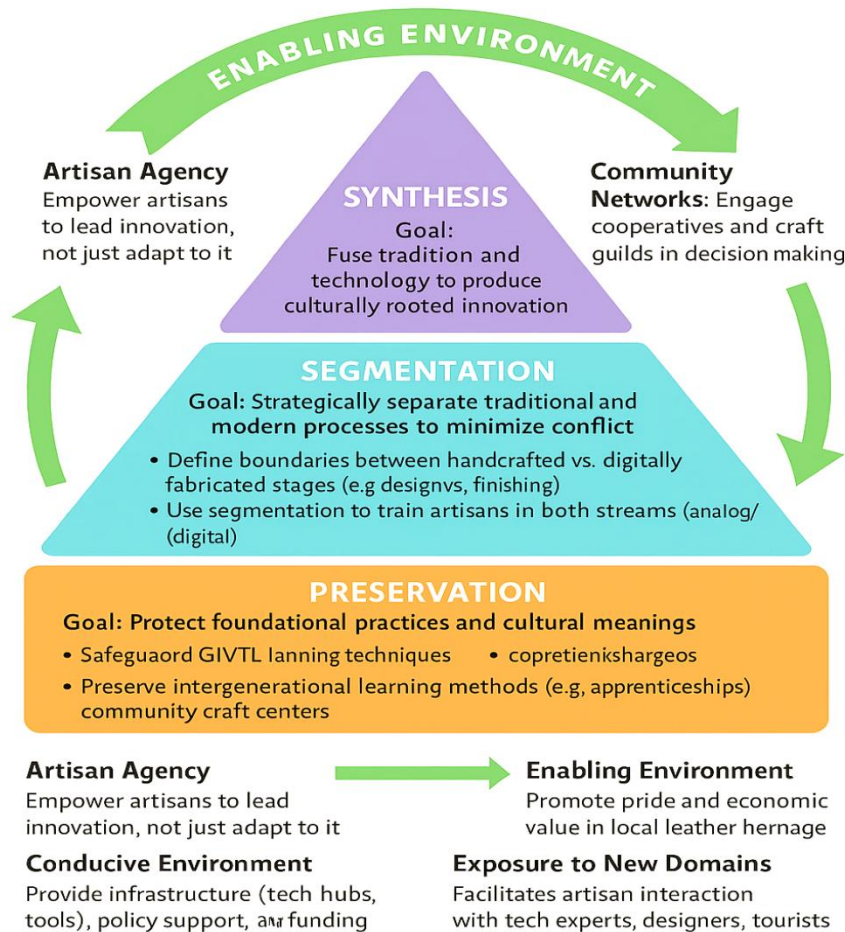 ENABLING ENVIRONMENT
Artisan Agency
Empower artisans
to lead innovation,
not just adapt to it
Community
Networks: Engage
cooperatives and craft
guilds in decision making
SYNTHESIS
Goal:
Fuse tradition and
technology to produce
culturally rooted innovation
SEGMENTATION
Goal: Strategically separate traditional and
modern processes to minimize conflict
• Define boundaries between handcrafted vs. digitally
fabricated stages (e.g designvs, finishing)
• Use segmentation to train artisans in both streams (analog/
(digital)
PRESERVATION
Goal: Protect foundational practices and cultural meanings
• Safeguaord GIVTL lanning techniques • copretienkshargeos
• Preserve intergenerational learning methods (e.g, apprenticeships)
community craft centers
Artisan Agency
Empower artisans to lead
innovation, not just adapt to it
Enabling Environment
Promote pride and economic
value in local leather hernage
Conducive Environment
Provide infrastructure (tech hubs,
tools), policy support, funding
Exposure to New Domains
Facilitates artisan interaction
with tech experts, designers, tourists